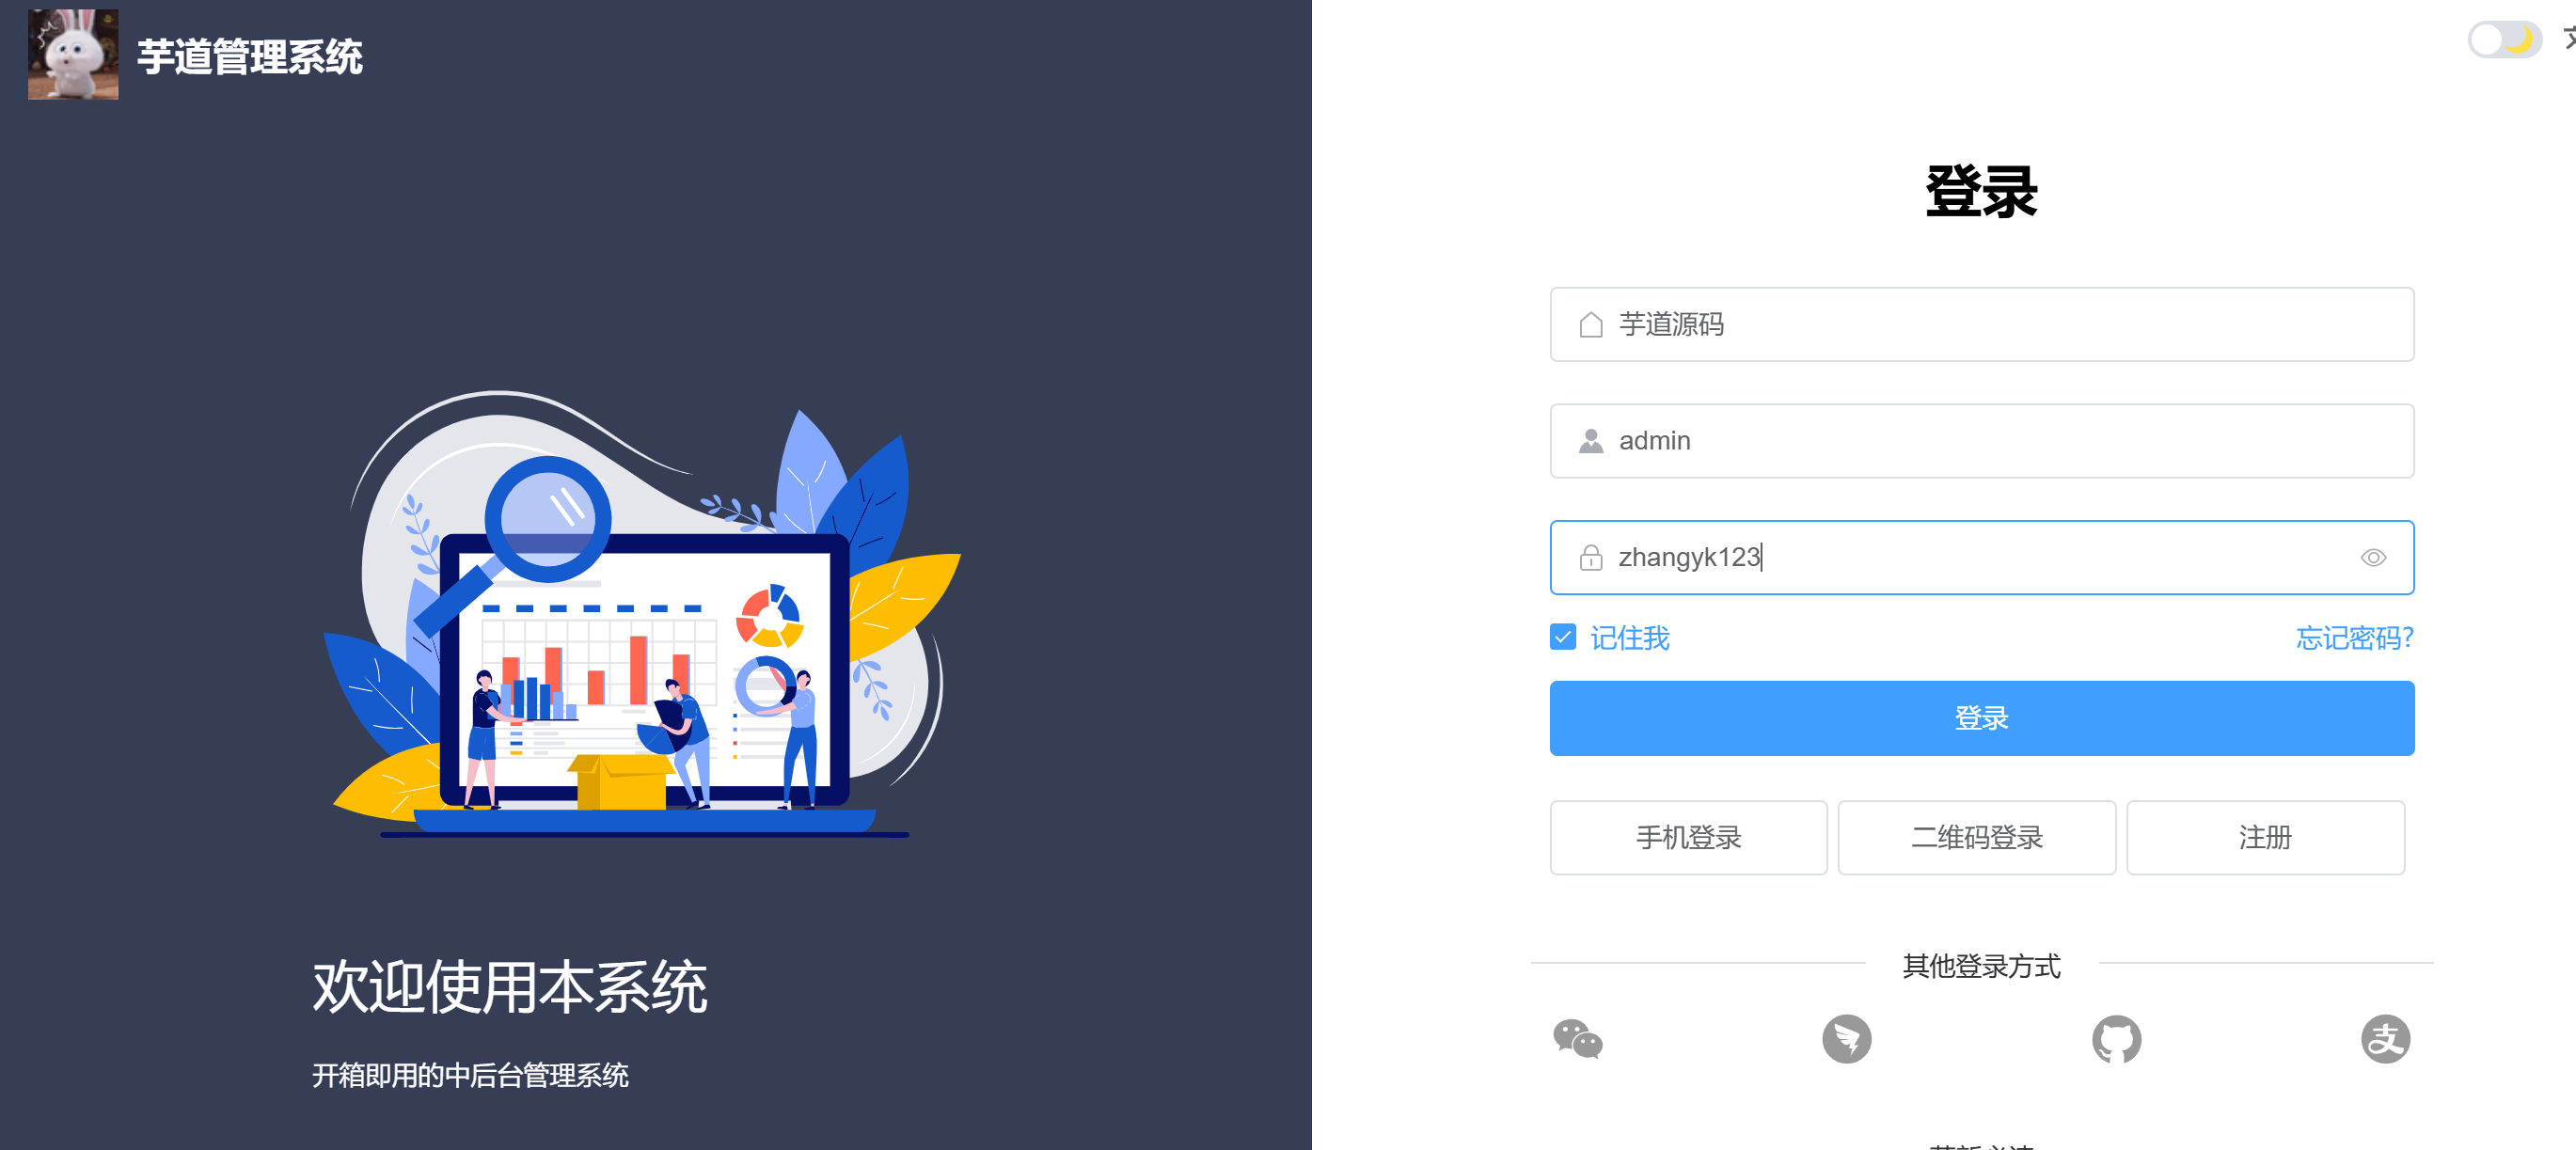 芋道管理系统
欢迎使用本系统
开箱即用的中后台管理系统
登录
芋道源码
admin
zhangyk123
记住我 忘记密码?
登录
手机登录 二维码登录 注册
其他登录方式
支